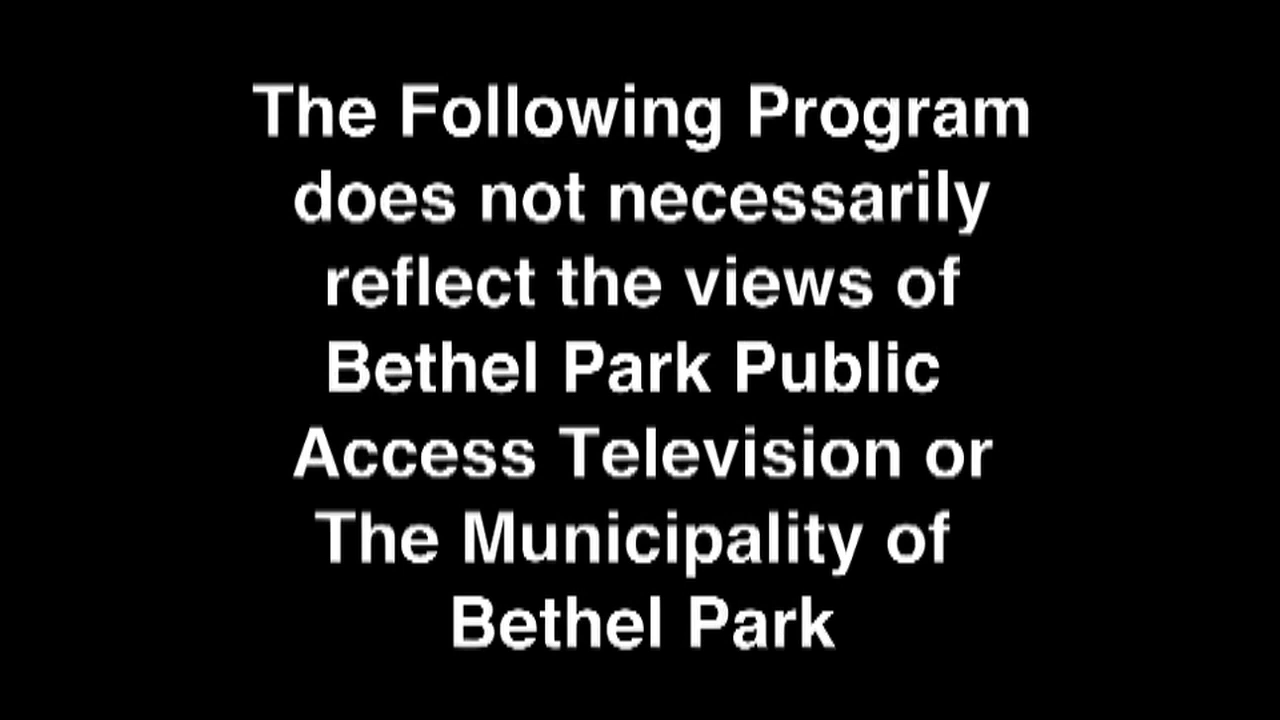 The Following Program
does not necessarily
reflect the views of
Bethel Park Public
Access Television or
The Municipality of
Bethel Park